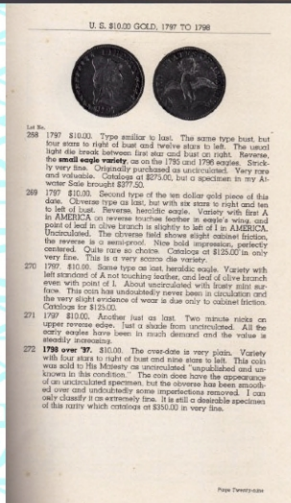 U. S. $10.00 GOLD, 1797 TO 1798
Lot No.
268 1797 $10.00. Type similar to last. The same type bust, but
four stars to right of bust and twelve stars to left. The usual
light die break between first star and bust on right. Reverse,
the small eagle variety, as on the 1795 and 1796 eagles. Strict-
ly very fine. Originally purchased as uncirculated. Very rare
and valuable. Catalogs at $275.00, but a specimen in my At-
water Sale brought $377.50.
269 1797 $10.00. Second type of the ten dollar gold piece of this
date. Obverse type as last, but with six stars to right and ten
to left of bust. Reverse, heraldic eagle. Variety with first A
in AMERICA on reverse touches feather in eagle's wing, and
point of leaf in olive branch is slightly to left of I in AMERICA.
Uncirculated. The obverse field shows slight cabinet friction,
the reverse is a semi-proof. Nice bold impression, perfectly
centered. Quite rare so choice. Catalogs at $125.00 in only
very fine. This is a very scarce die variety.
270 1797. $10.00. Same type as last, heraldic eagle. Variety with
left standard of A not touching feather, and leaf of olive branch
even with point of I. About uncirculated with frosty mint sur-
face. This coin has undoubtedly never been in circulation and
the very slight evidence of wear is due only to cabinet friction.
Catalogs for $125.00.
271 1797 $10.00. Another just as last. Two minute nicks on
upper reverse edge. Just a shade from uncirculated. All the
early eagles have been in much demand and the value is
steadily increasing.
272 1798 over '97. $10.00. The over-date is very plain. Variety
with four stars to right of bust and nine stars to left. This coin
was sold to His Majesty as uncirculated "unpublished and un-
known in this condition." The coin does have the appearance
of an uncirculated specimen, but the obverse has been smooth-
ed over and undoubtedly some imperfections removed. I can
only classify it as extremely fine. It is still a desirable specimen
of this rarity which catalogs at $350.00 in very fine.
Page Twenty-nine